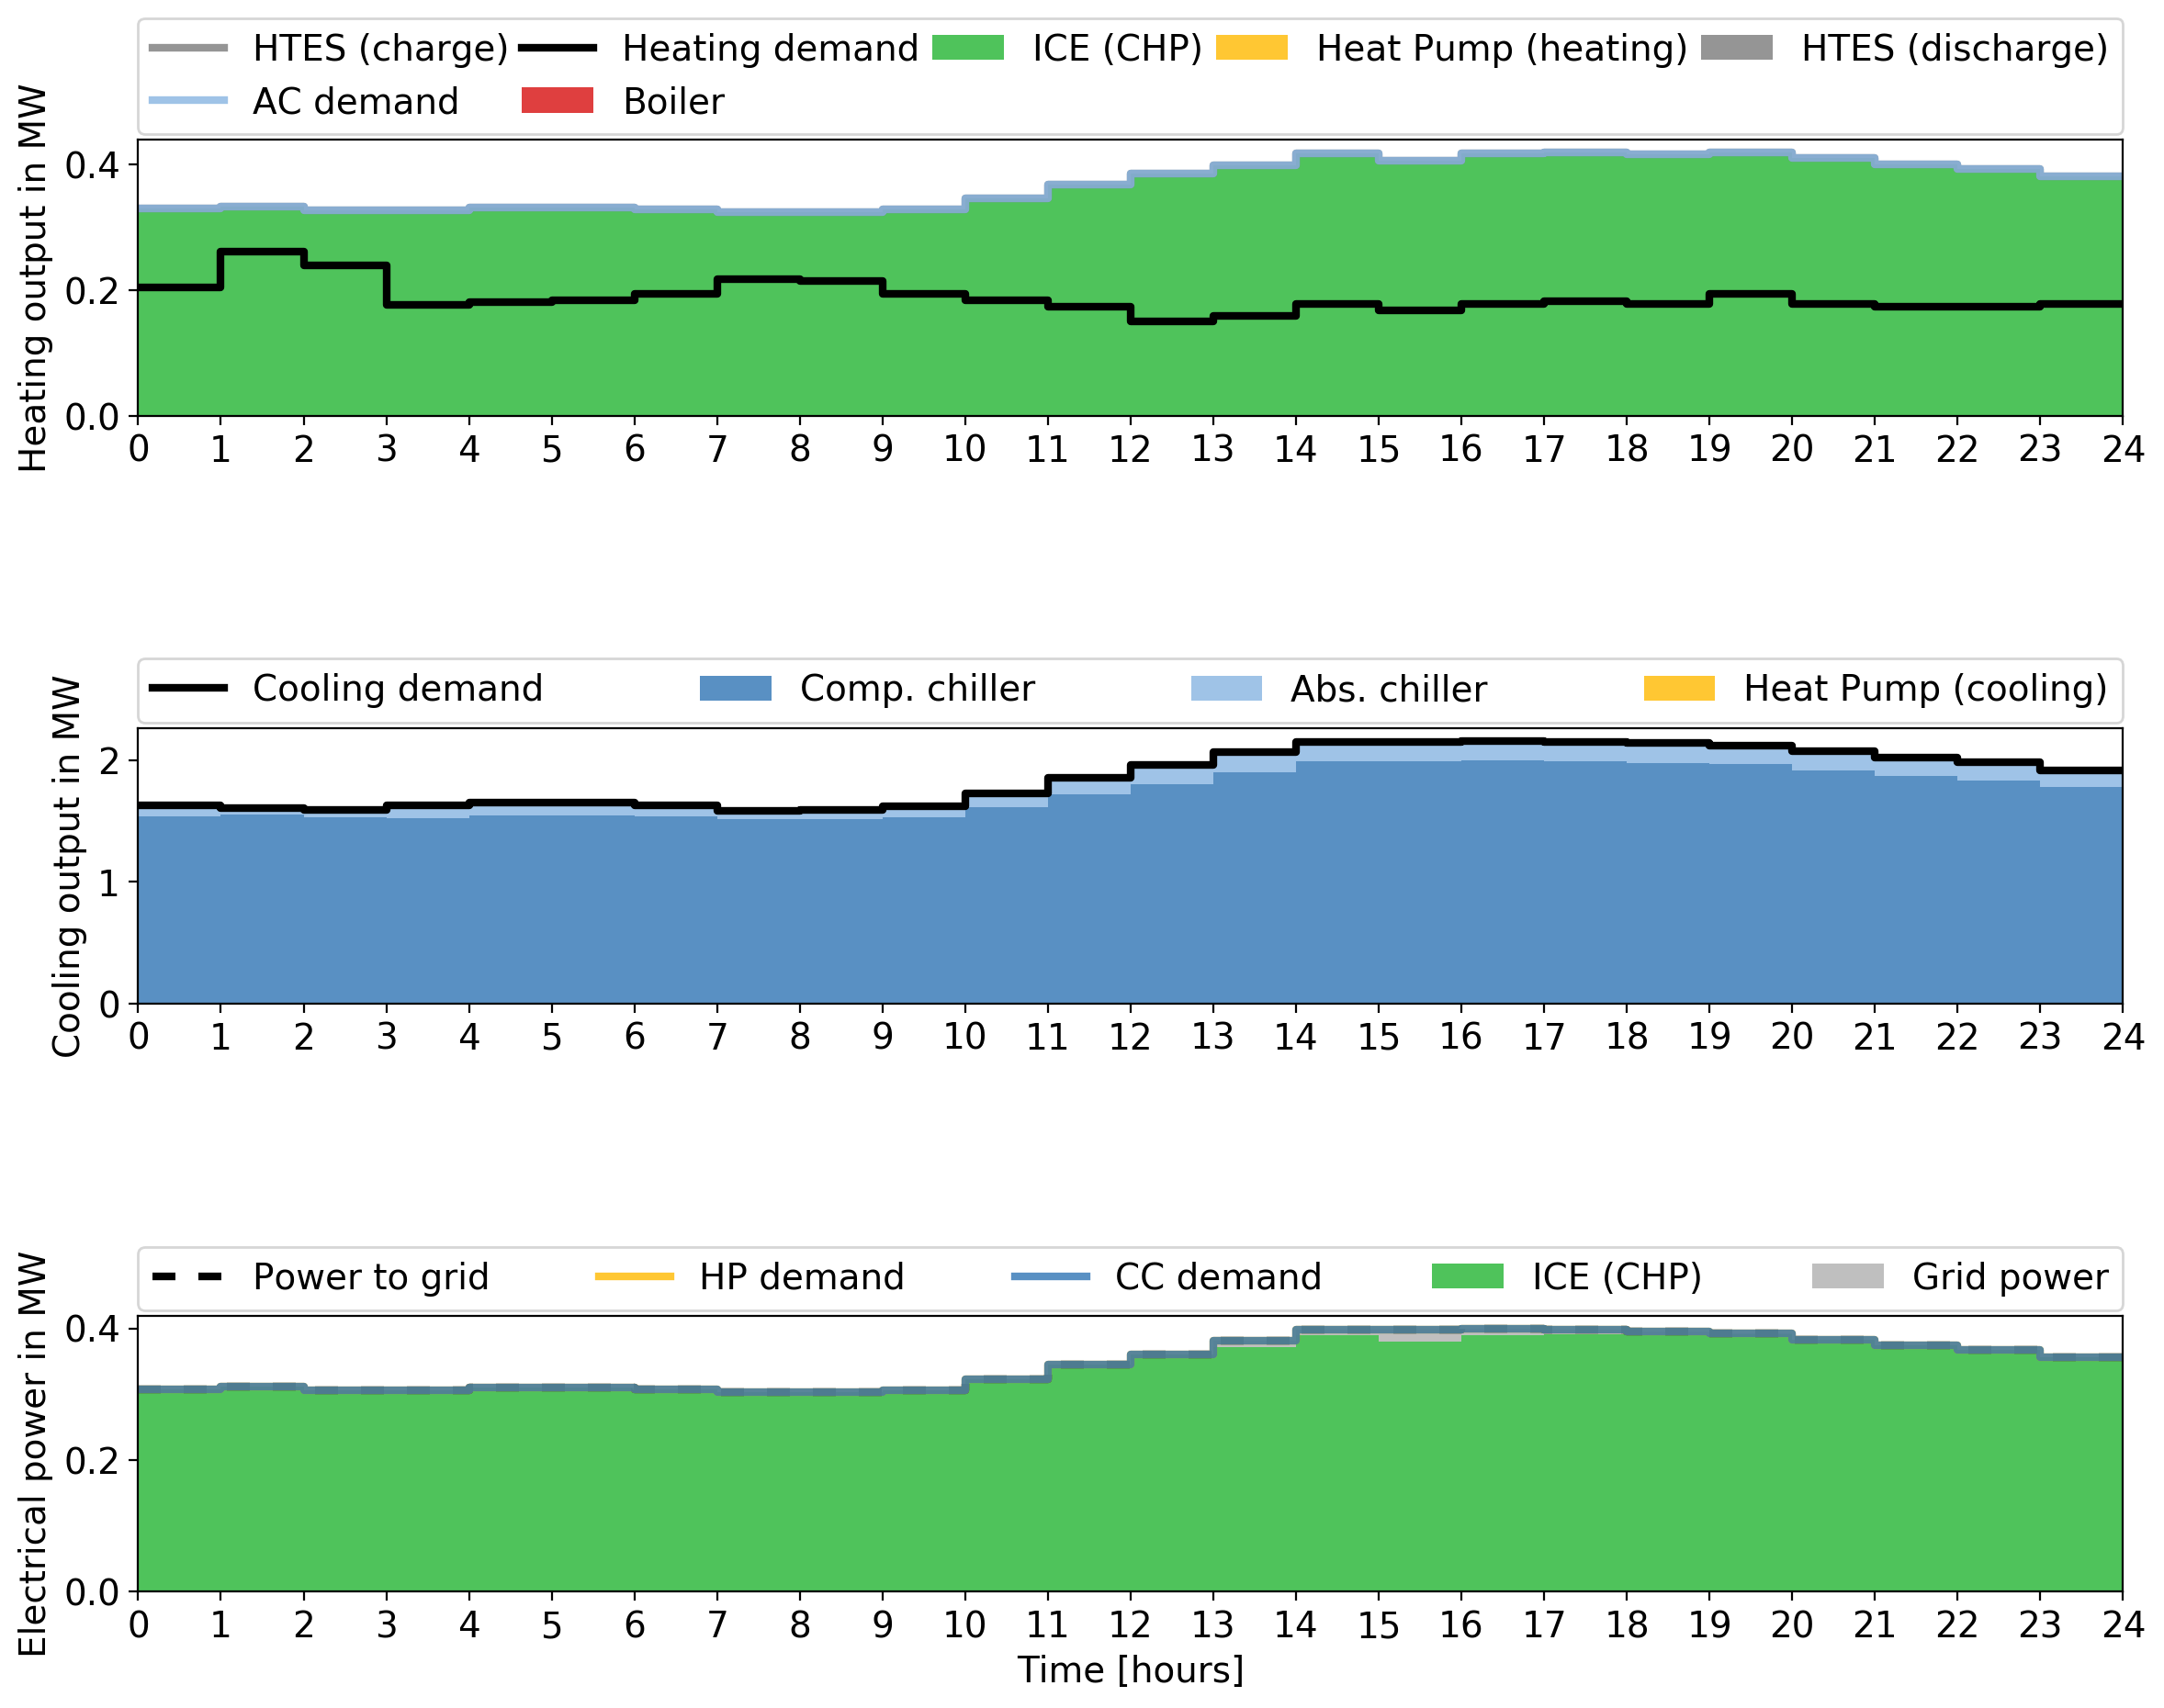 HTES (charge) Heating demand ICE (CHP) Heat Pump (heating) HTES (discharge)
AC demand Boiler
Heating output in MW
0.4
0.2
0.0
0 1 2 3 4 5 6 7 8 9 10 11 12 13 14 15 16 17 18 19 20 21 22 23 24
Cooling demand Comp. chiller Abs. chiller Heat Pump (cooling)
Cooling output in MW
2
1
0
0 1 2 3 4 5 6 7 8 9 10 11 12 13 14 15 16 17 18 19 20 21 22 23 24
Power to grid HP demand CC demand ICE (CHP) Grid power
Electrical power in MW
0.4
0.2
0.0
0 1 2 3 4 5 6 7 8 9 10 11 12 13 14 15 16 17 18 19 20 21 22 23 24
Time [hours]